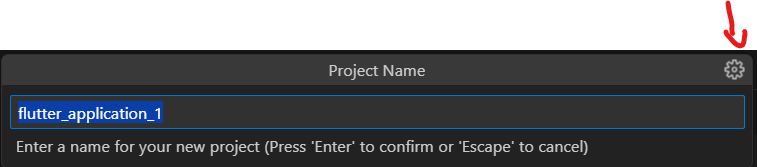 Project Name
flutter_application_1
Enter a name for your new project (Press 'Enter' to confirm or 'Escape' to cancel)